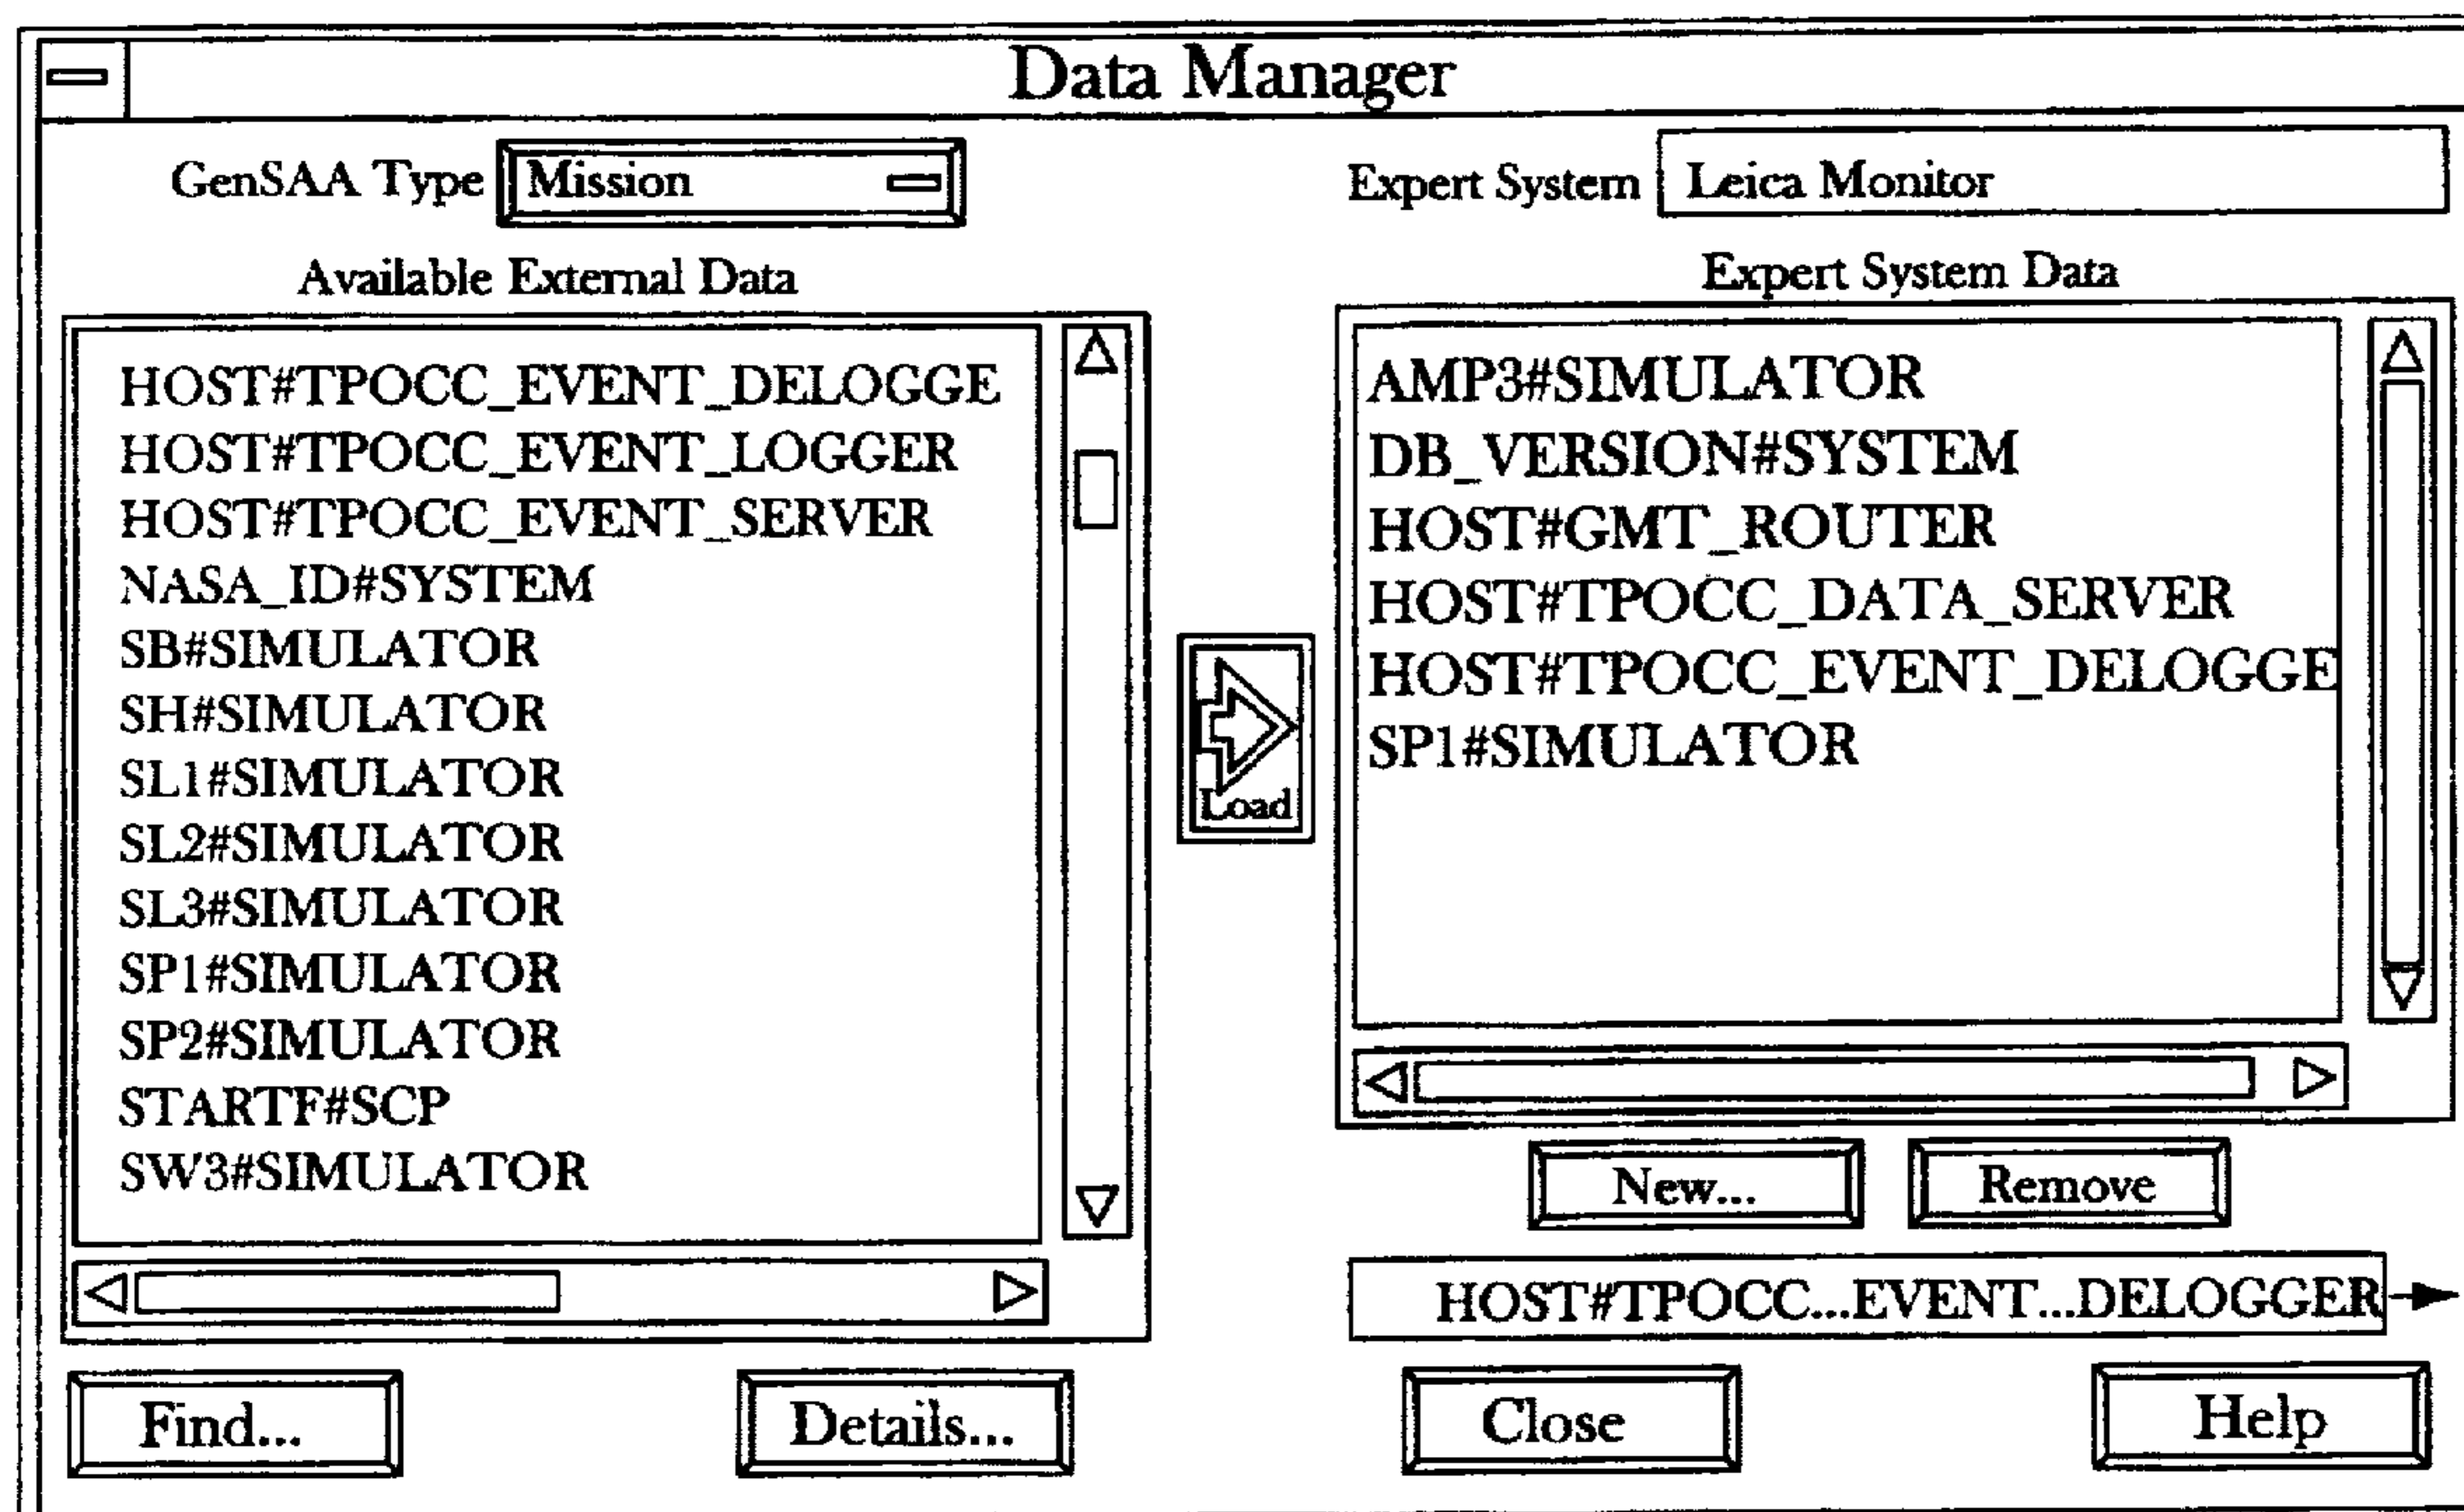 Data Manager
GenSAA Type Mission
Expert System Leica Monitor
Available External Data
HOST#TPOCC_EVENT_DELOGGE
HOST#TPOCC_EVENT_LOGGER
HOST#TPOCC_EVENT_SERVER
NASA_ID#SYSTEM
SB#SIMULATOR
SH#SIMULATOR
SL1#SIMULATOR
SL2#SIMULATOR
SL3#SIMULATOR
SP1#SIMULATOR
SP2#SIMULATOR
STARTF#SCP
SW3#SIMULATOR
Find...
Details...
Load
Expert System Data
AMP3#SIMULATOR
DB_VERSION#SYSTEM
HOST#GMT_ROUTER
HOST#TPOCC_DATA_SERVER
HOST#TPOCC_EVENT_DELOGGE
SP1#SIMULATOR
New...
Remove
HOST#TPOCC...EVENT...DELOGGER
Close
Help